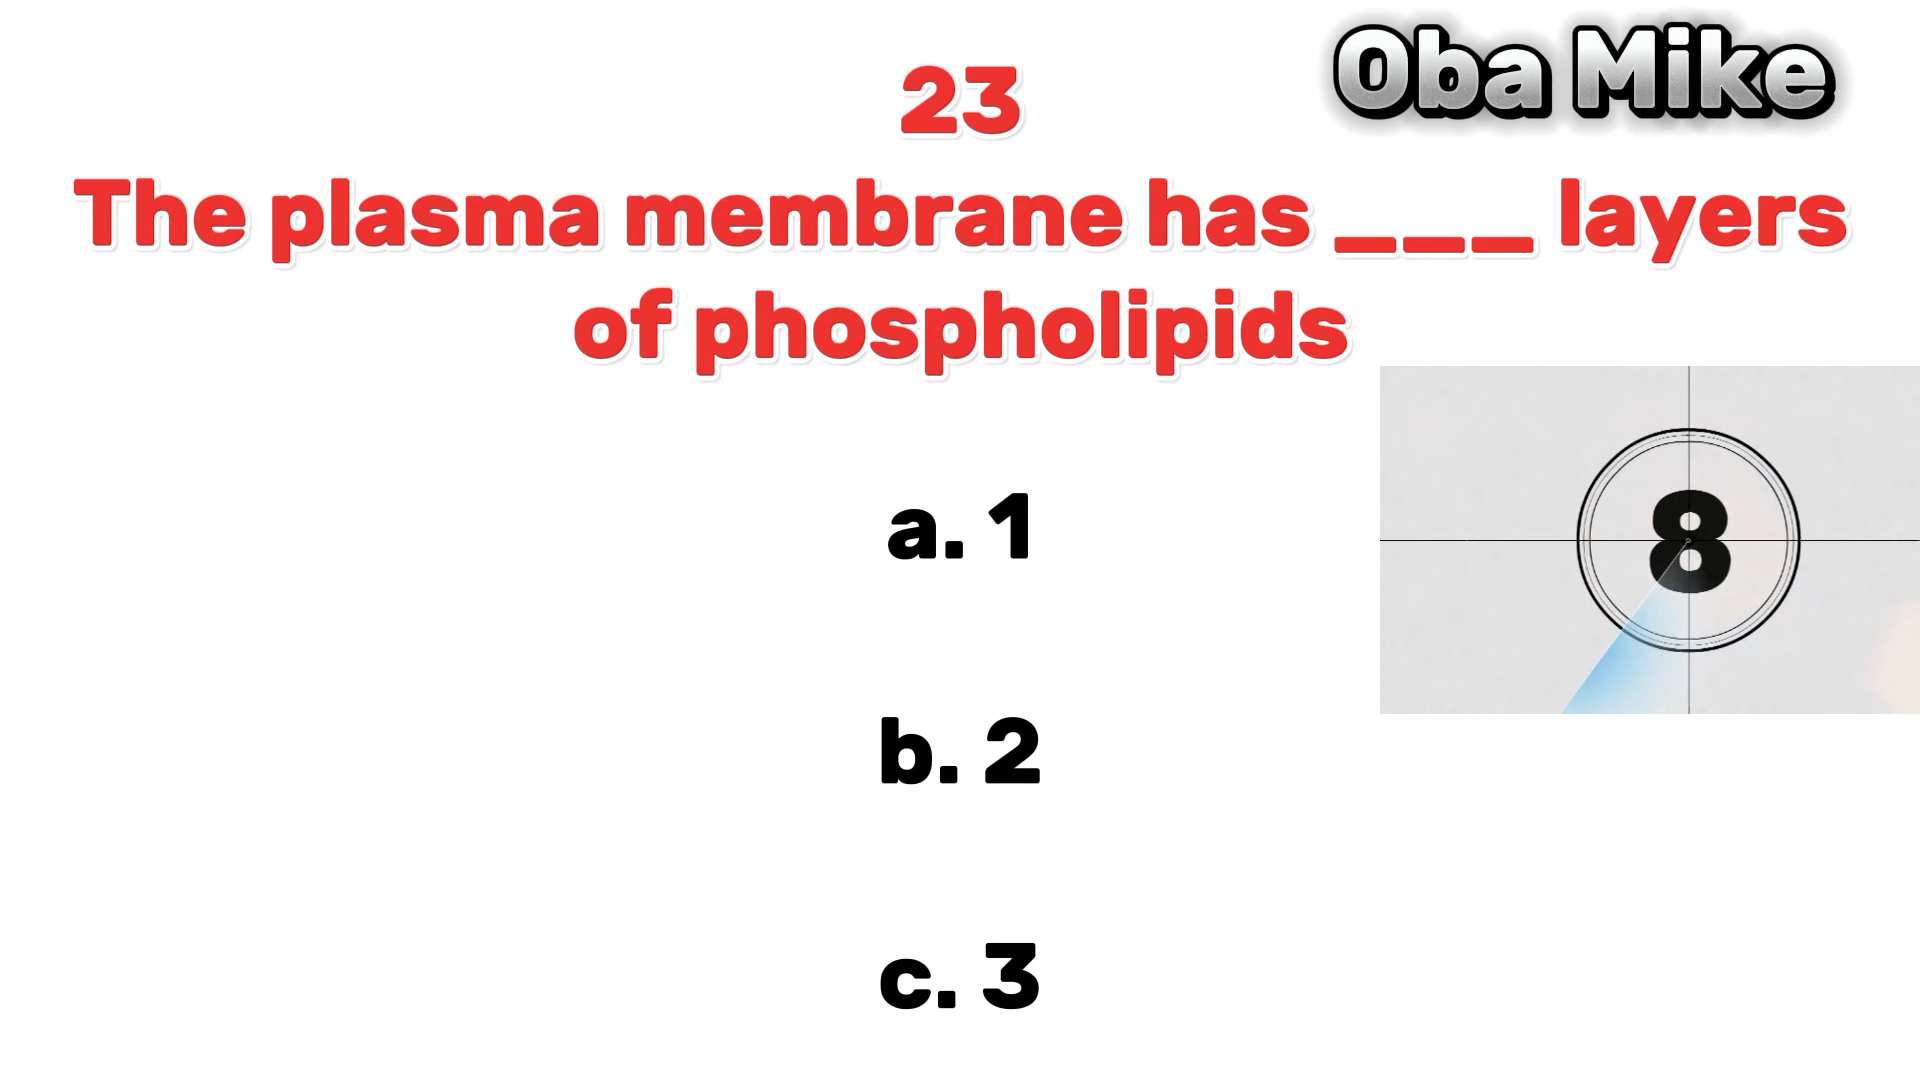 Oba Mike
23
The plasma membrane has ___ layers
of phospholipids
a. 1
8
b. 2
c. 3